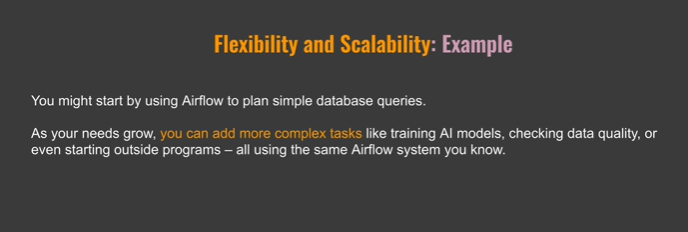 Flexibility and Scalability: Example
You might start by using Airflow to plan simple database queries.
As your needs grow, you can add more complex tasks like training AI models, checking data quality, or
even starting outside programs – all using the same Airflow system you know.